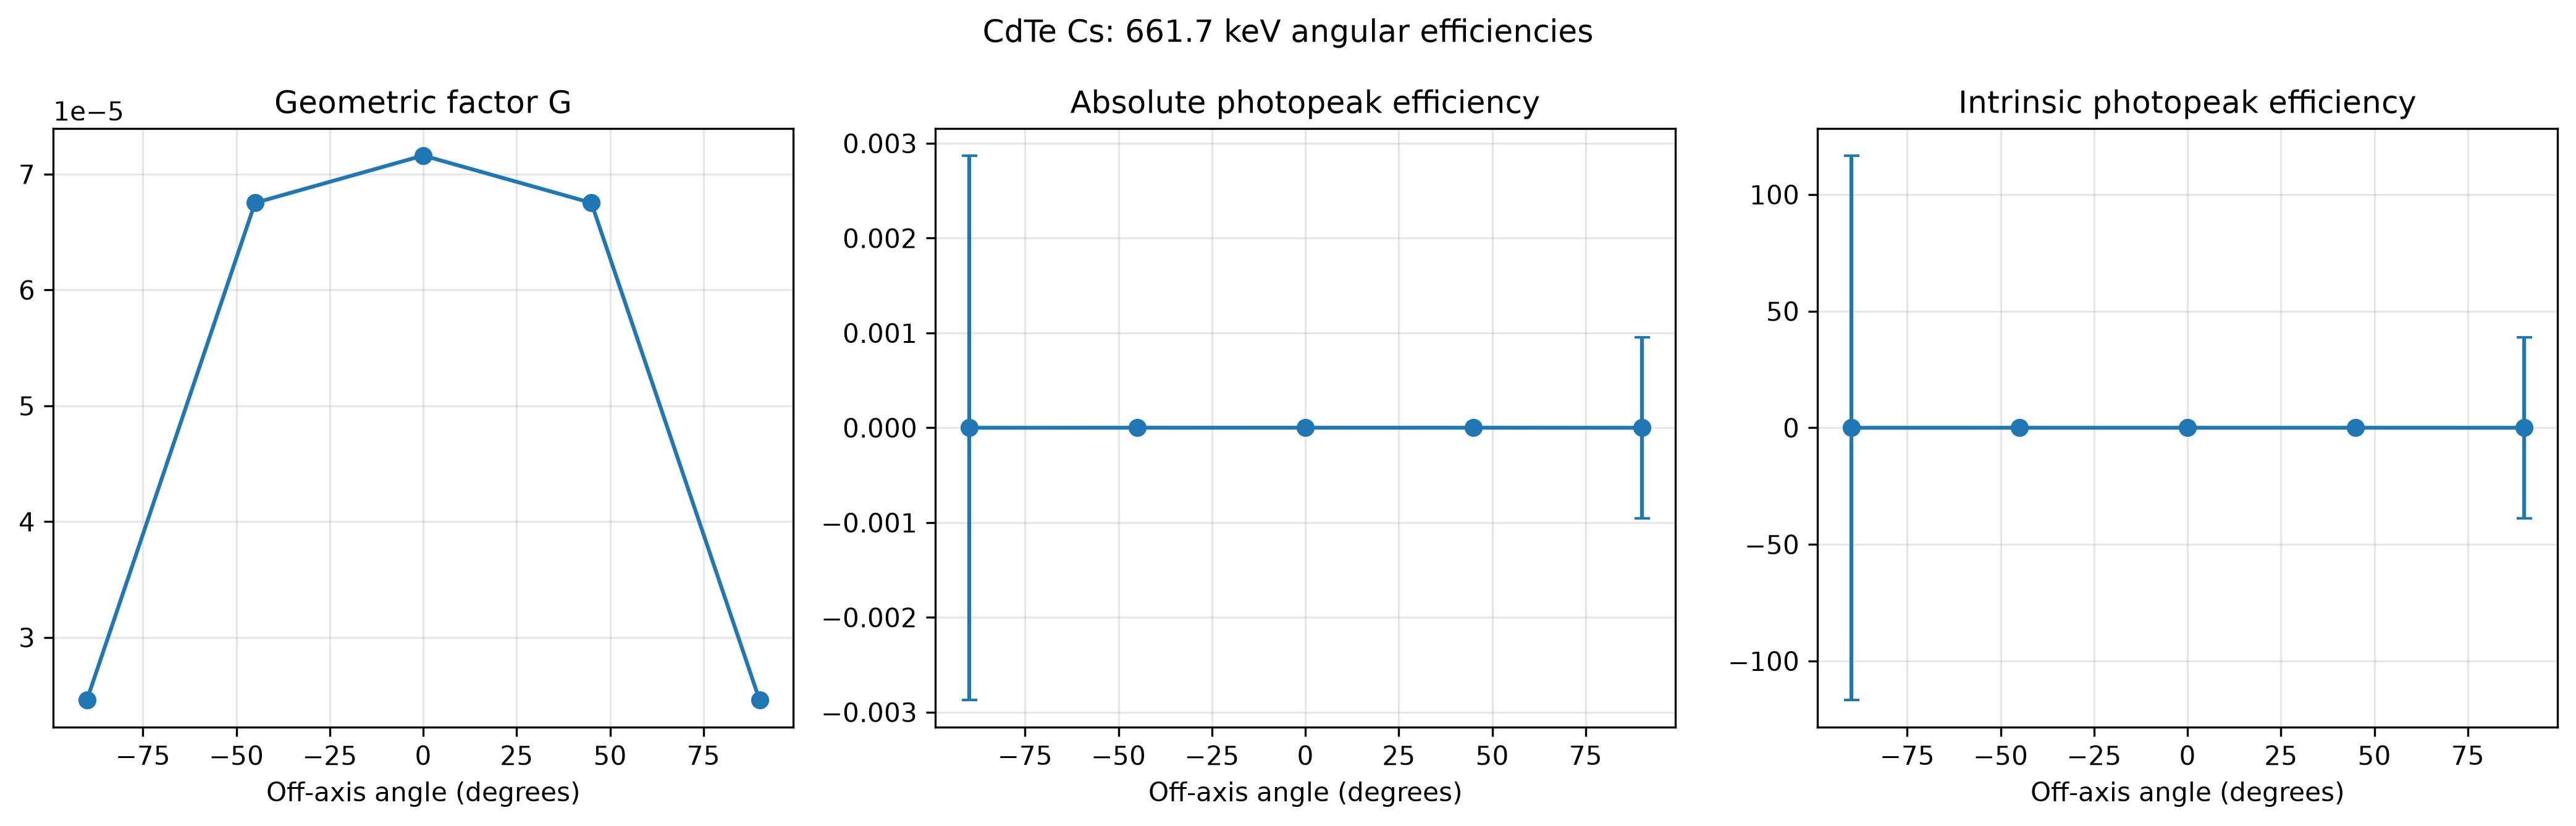 CdTe Cs: 661.7 keV angular efficiencies
Geometric factor G
1e−5
7
6
5
4
3
−75 −50 −25 0 25 50 75
Off-axis angle (degrees)
Absolute photopeak efficiency
0.003
0.002
0.001
0.000
−0.001
−0.002
−0.003
−75 −50 −25 0 25 50 75
Off-axis angle (degrees)
Intrinsic photopeak efficiency
100
50
0
−50
−100
−75 −50 −25 0 25 50 75
Off-axis angle (degrees)